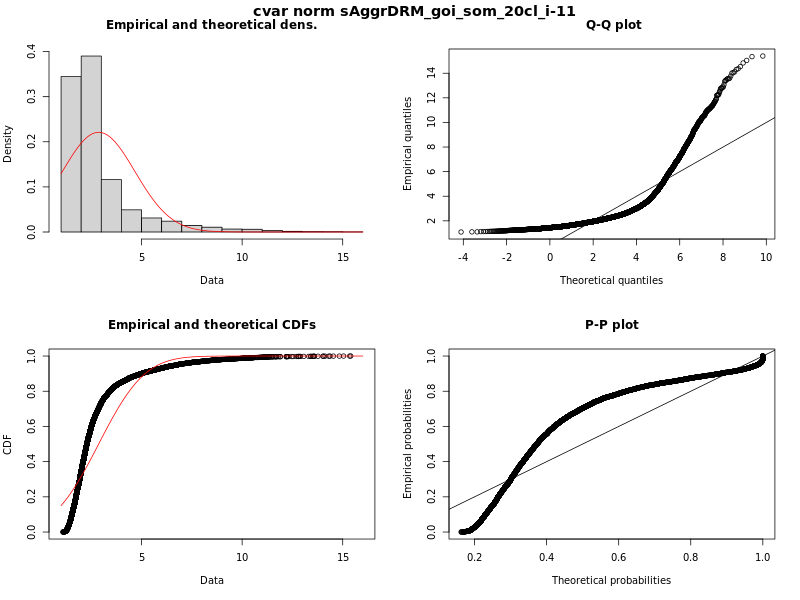 cvar norm sAggrDRM_goi_som_20cl_i-11
Empirical and theoretical dens.
Density
0.0 0.1 0.2 0.3 0.4
5 10 15
Data
Q-Q plot
Empirical quantiles
2 4 6 8 10 12 14
-4 -2 0 2 4 6 8 10
Theoretical quantiles
Empirical and theoretical CDFs
CDF
0.0 0.2 0.4 0.6 0.8 1.0
5 10 15
Data
P-P plot
Empirical probabilities
0.0 0.2 0.4 0.6 0.8 1.0
0.2 0.4 0.6 0.8 1.0
Theoretical probabilities